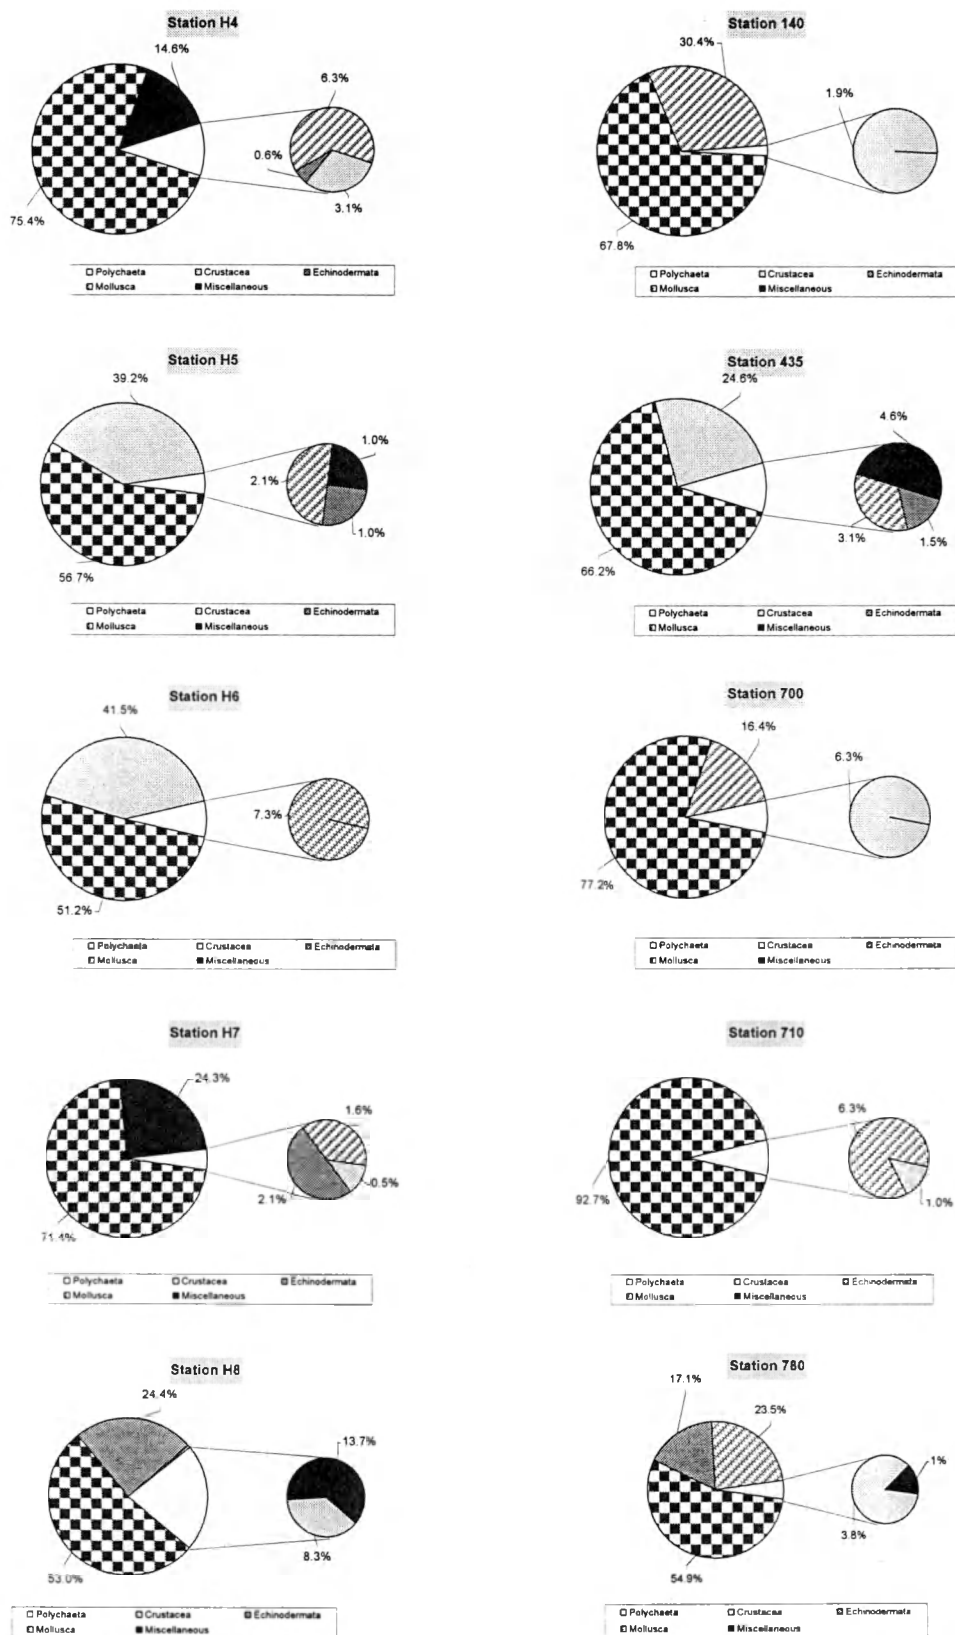 Station H4
14.6%
6.3%
0.6%
3.1%
75.4%
Polychaeta Crustacea Echinodermata
Mollusca Miscellaneous
Station 140
30.4%
1.9%
67.8%
Polychaeta Crustacea Echinodermata
Mollusca Miscellaneous
Station H5
39.2%
1.0%
2.1%
1.0%
56.7%
Polychaeta Crustacea Echinodermata
Mollusca Miscellaneous
Station 435
24.6%
4.6%
3.1%
1.5%
66.2%
Polychaeta Crustacea Echinodermata
Mollusca Miscellaneous
Station H6
41.5%
7.3%
51.2%
Polychaeta Crustacea Echinodermata
Mollusca Miscellaneous
Station 700
16.4%
6.3%
77.2%
Polychaeta Crustacea Echinodermata
Mollusca Miscellaneous
Station H7
24.3%
1.6%
0.5%
2.1%
71.4%
Polychaeta Crustacea Echinodermata
Mollusca Miscellaneous
Station 710
6.3%
92.7%
1.0%
Polychaeta Crustacea Echinodermata
Mollusca Miscellaneous
Station H8
24.4%
13.7%
8.3%
53.0%
Polychaeta Crustacea Echinodermata
Mollusca Miscellaneous
Station 780
17.1%
23.5%
1%
3.8%
54.9%
Polychaeta Crustacea Echinodermata
Mollusca Miscellaneous